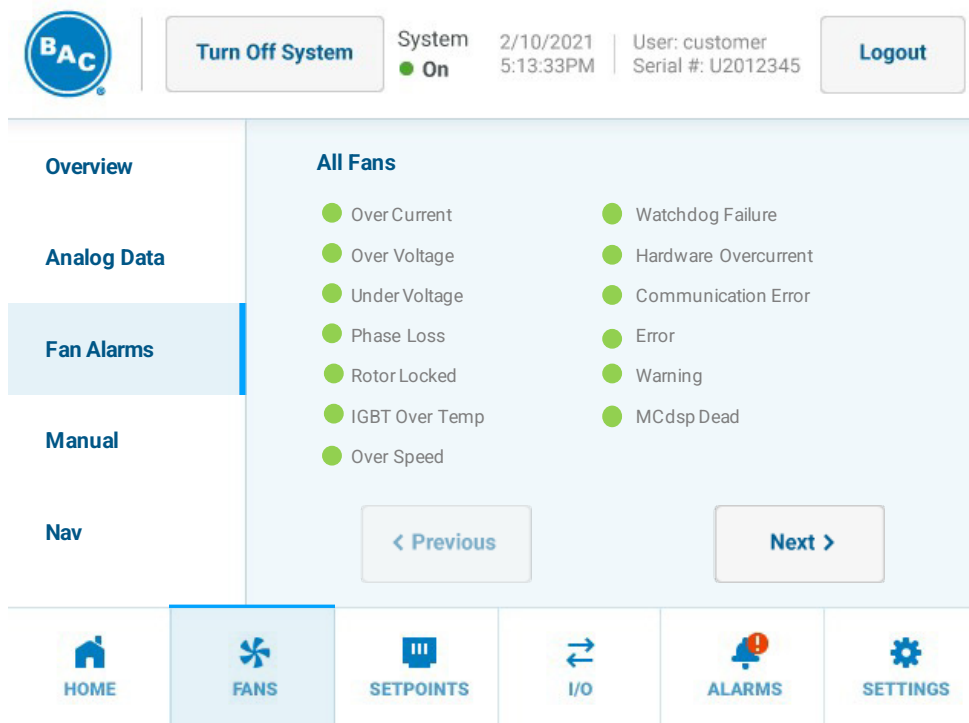 BAC
®
Turn Off System
System
On
2/10/2021
5:13:33PM
User: customer
Serial #: U2012345
Logout
Overview
Analog Data
Fan Alarms
Manual
Nav
All Fans
Over Current
Over Voltage
Under Voltage
Phase Loss
Rotor Locked
IGBT Over Temp
Over Speed
Watchdog Failure
Hardware Overcurrent
Communication Error
Error
Warning
MCdsp Dead
< Previous
Next >
HOME
FANS
SETPOINTS
I/O
ALARMS
SETTINGS